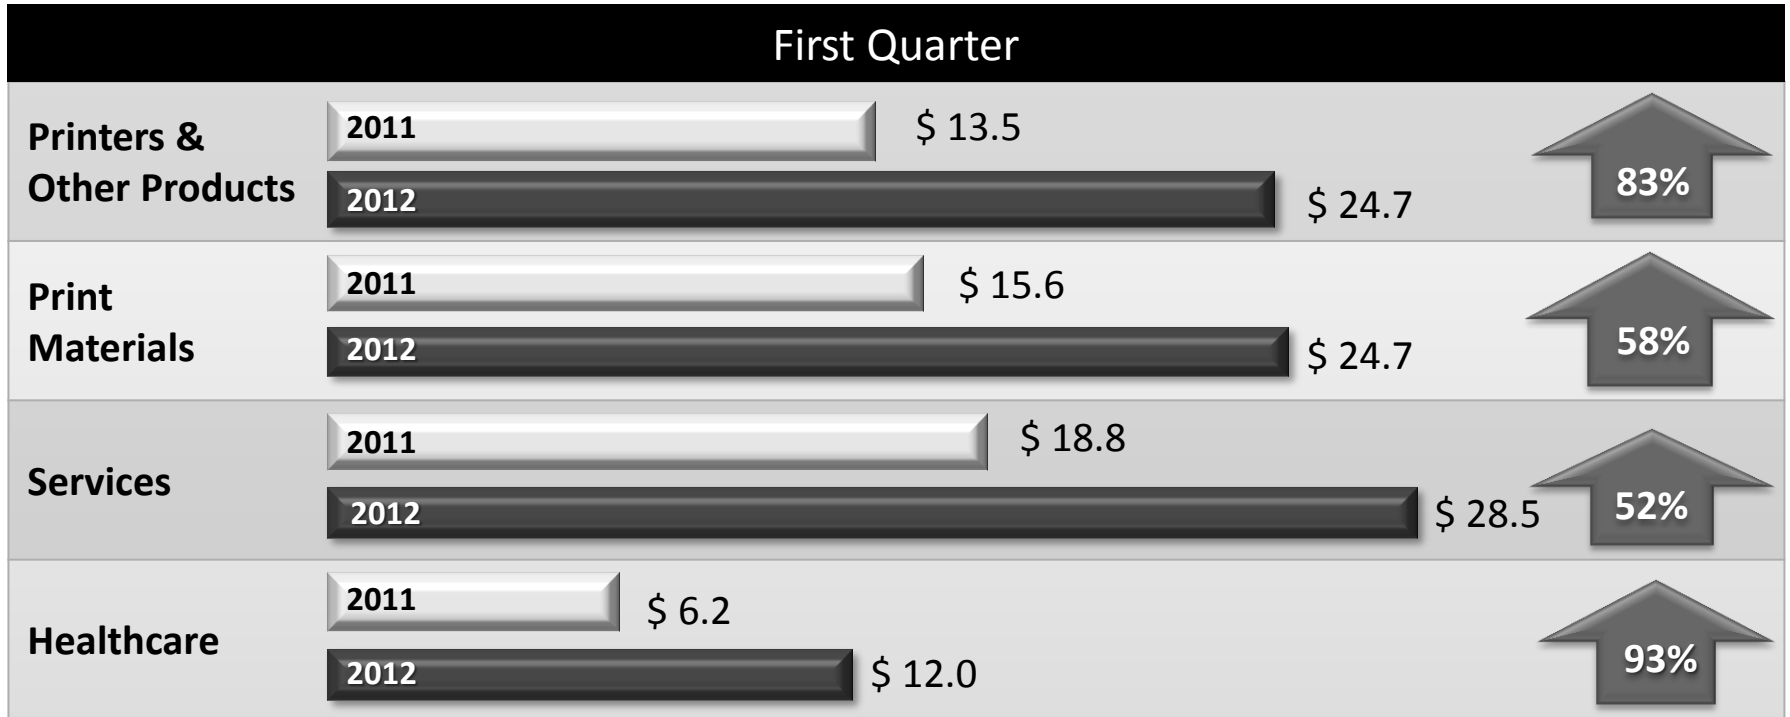 First Quarter
Printers &
Other Products
2011
$ 13.5
2012
$ 24.7
83%
Print
Materials
2011
$ 15.6
2012
$ 24.7
58%
Services
2011
$ 18.8
2012
$ 28.5
52%
Healthcare
2011
$ 6.2
2012
$ 12.0
93%